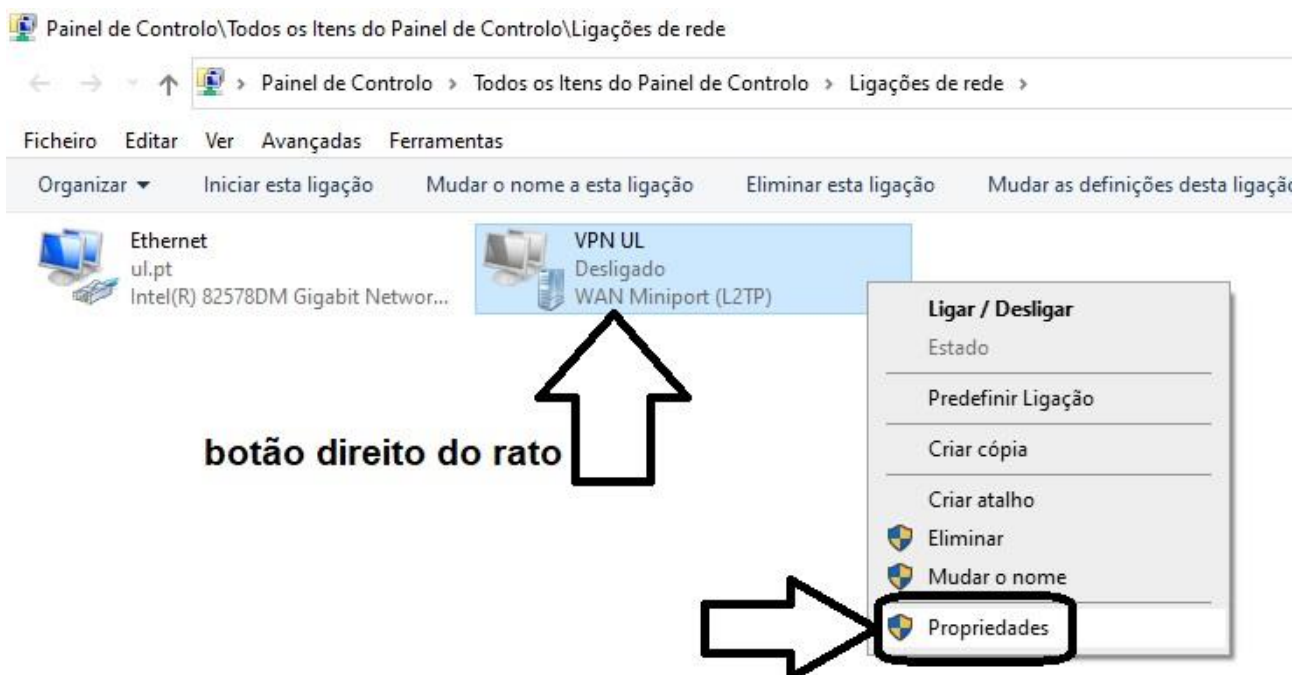 Painel de Controlo\Todos os Itens do Painel de Controlo\Ligações de rede
Painel de Controlo > Todos os Itens do Painel de Controlo > Ligações de rede >
Ficheiro Editar Ver Avançadas Ferramentas
Organizar Iniciar esta ligação Mudar o nome a esta ligação Eliminar esta ligação Mudar as definições desta ligaçã
Ethernet
ul.pt
Intel(R) 82578DM Gigabit Networ...
VPN UL
Desligado
WAN Miniport (L2TP)
Ligar / Desligar
Estado
Predefinir Ligação
Criar cópia
Criar atalho
Eliminar
Mudar o nome
Propriedades
botão direito do rato